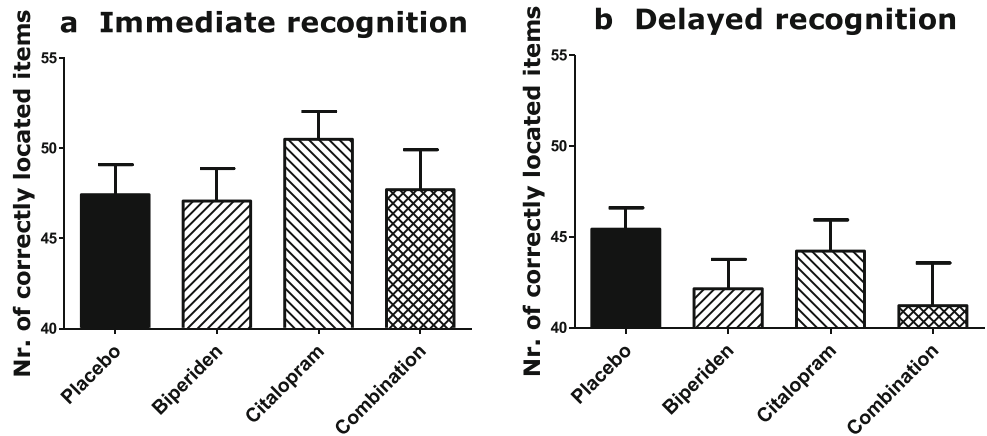 a Immediate recognition
Nr. of correctly located items
55
50
45
40
Placebo
Biperiden
Citalopram
Combination
b Delayed recognition
Nr. of correctly located items
55
50
45
40
Placebo
Biperiden
Citalopram
Combination